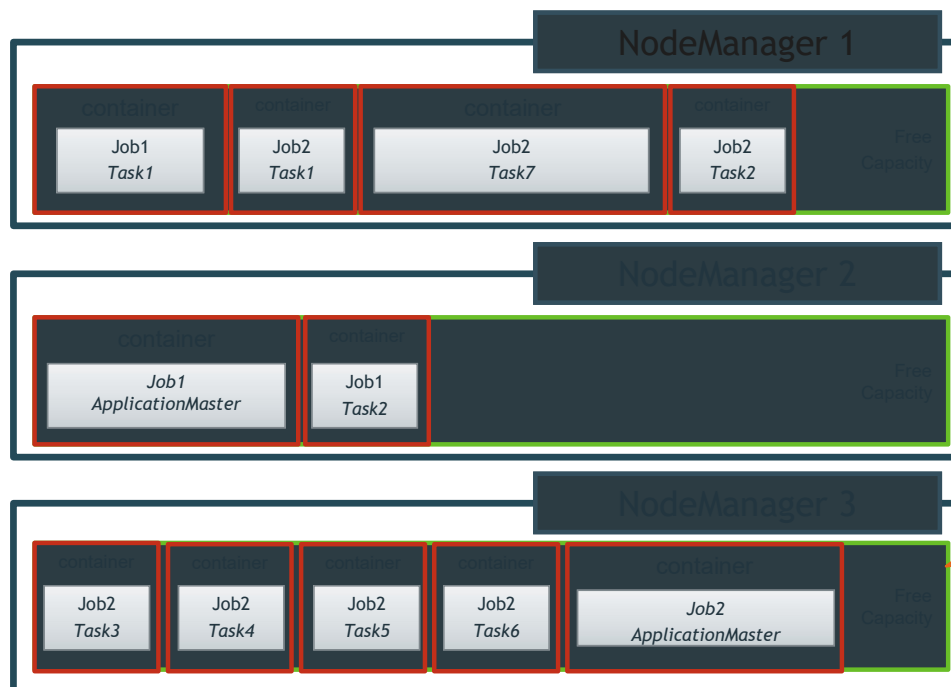 NodeManager 1
container
container
container
container
Job1
Task1
Job2
Task1
Job2
Task7
Job2
Task2
Free
Capacity
NodeManager 2
container
container
Job1
ApplicationMaster
Job1
Task2
Free
Capacity
NodeManager 3
container
container
container
container
container
Job2
Task3
Job2
Task4
Job2
Task5
Job2
Task6
Job2
ApplicationMaster
Free
Capacity